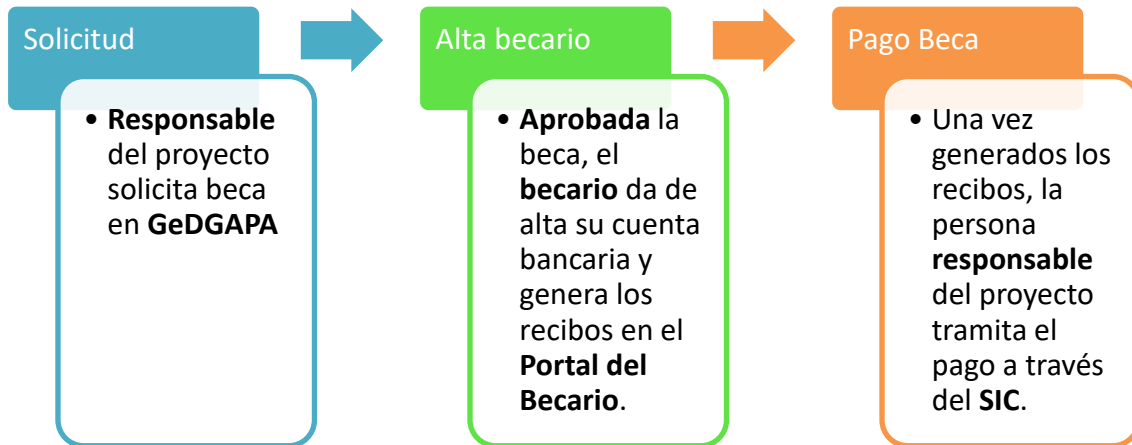 Solicitud
• Responsable
del proyecto
solicita beca
en GeDGAPA
Alta becario
• Aprobada la
beca, el
becario da de
alta su cuenta
bancaria y
genera los
recibos en el
Portal del
Becario.
Pago Beca
• Una vez
generados los
recibos, la
persona
responsable
del proyecto
tramita el
pago a través
del SIC.